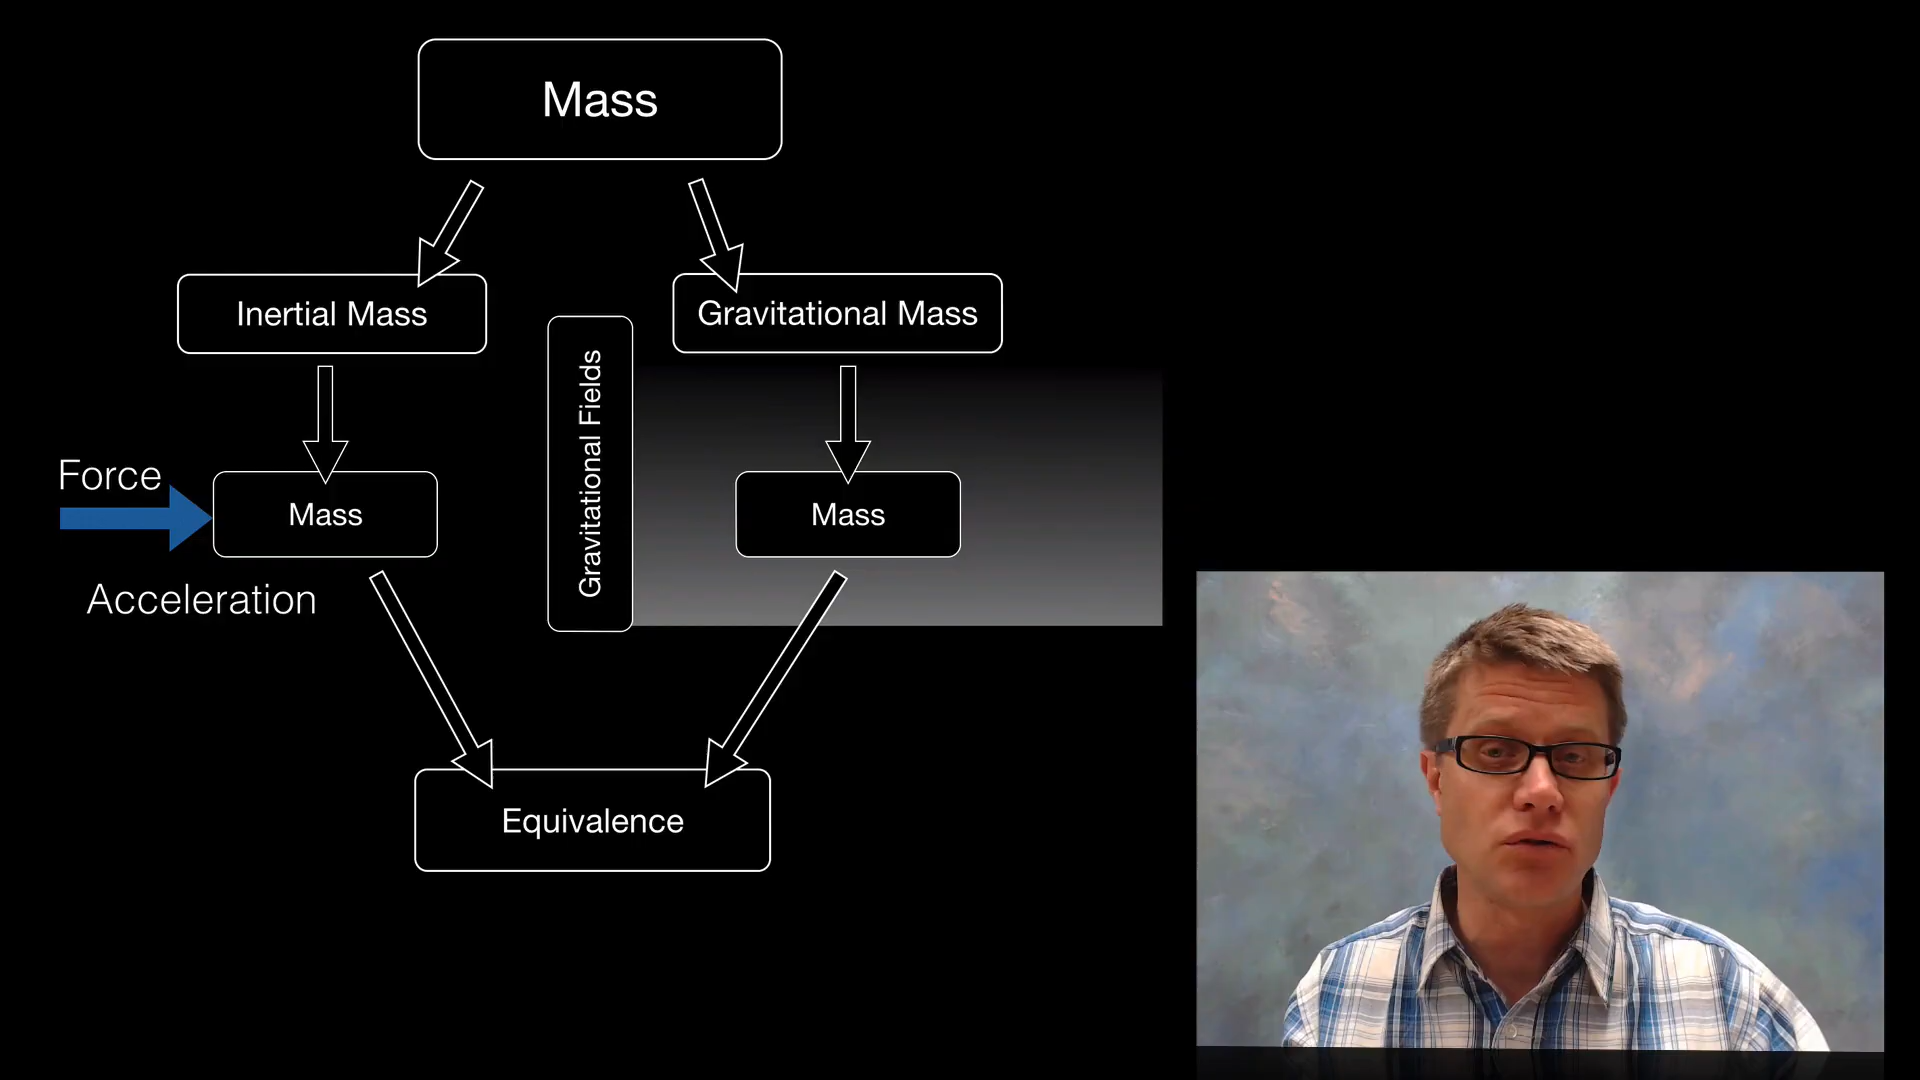 Mass
Inertial Mass
Gravitational Mass
Gravitational Fields
Force
Mass
Mass
Acceleration
Equivalence